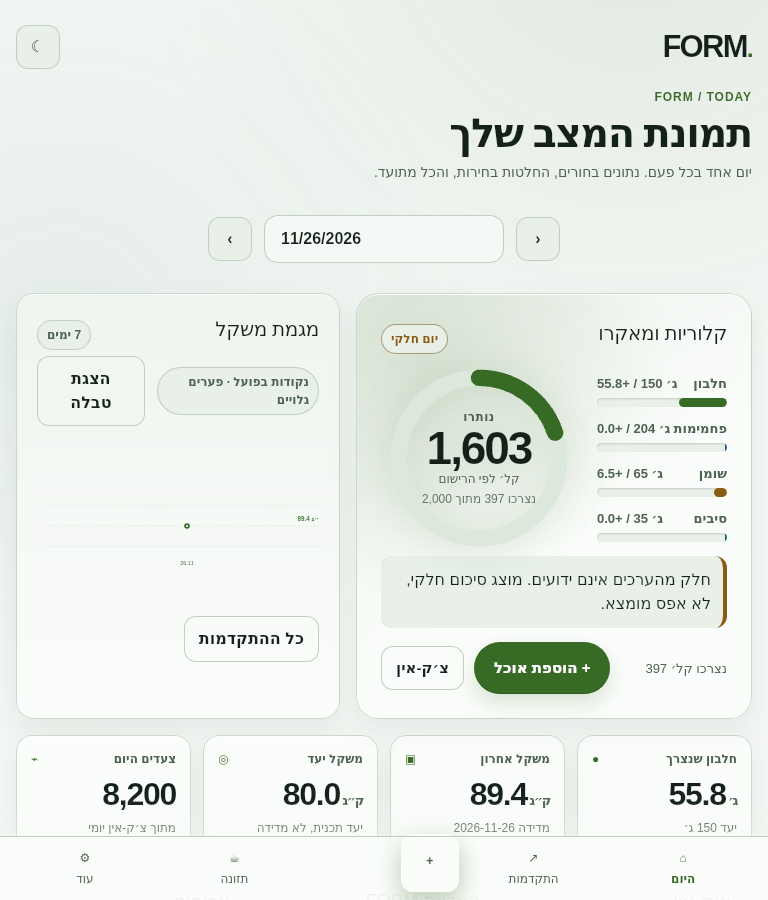 FORM.
FORM / TODAY
תמונת המצב שלך
יום אחד בכל פעם. נתונים בחורים, החלטות בחירות, והכל מתועד.
11/26/2026
קלוריות ומאקרו
יום חלקי
חלבון
55.8+ / 150 ג׳
פחמימות
0.0+ / 204 ג׳
שומן
6.5+ / 65 ג׳
סיבים
0.0+ / 35 ג׳
נותרו
1,603
קל׳ לפי הרישום
נצרכו 397 מתוך 2,000
חלק מהערכים אינם ידועים. מוצג סיכום חלקי,
לא אפס מומצא.
נצרכו קל׳ 397
+ הוספת אוכל
צ׳ק-אין
מגמת משקל
7 ימים
נקודות בפועל · פערים
גלויים
הצגת
טבלה
89.4 ק״ג
26.11
כל ההתקדמות
חלבון שנצרך
55.8 ג׳
יעד 150 ג׳
משקל אחרון
89.4 ק״ג
מדידה 2026-11-26
משקל יעד
80.0 ק״ג
יעד תכנית, לא מדידה
צעדים היום
8,200
מתוך צ׳ק-אין יומי
היום
התקדמות
+
תזונה
עוד